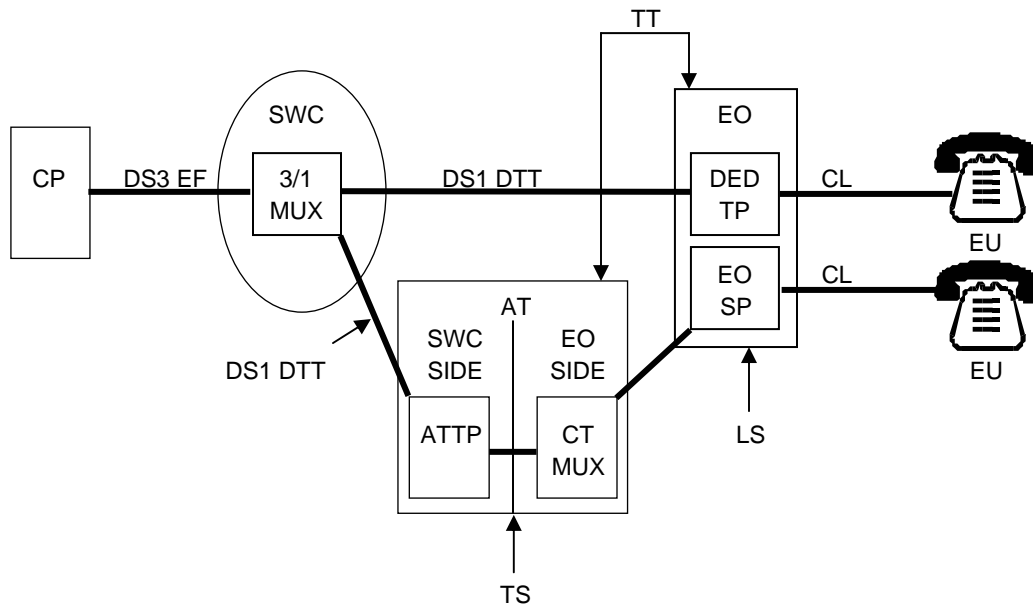 TT
SWC
EO
CP
DS3 EF
3/1
MUX
DS1 DTT
DED
TP
CL
EU
EO
SP
CL
EU
AT
SWC
SIDE
EO
SIDE
DS1 DTT
ATTP
CT
MUX
LS
TS